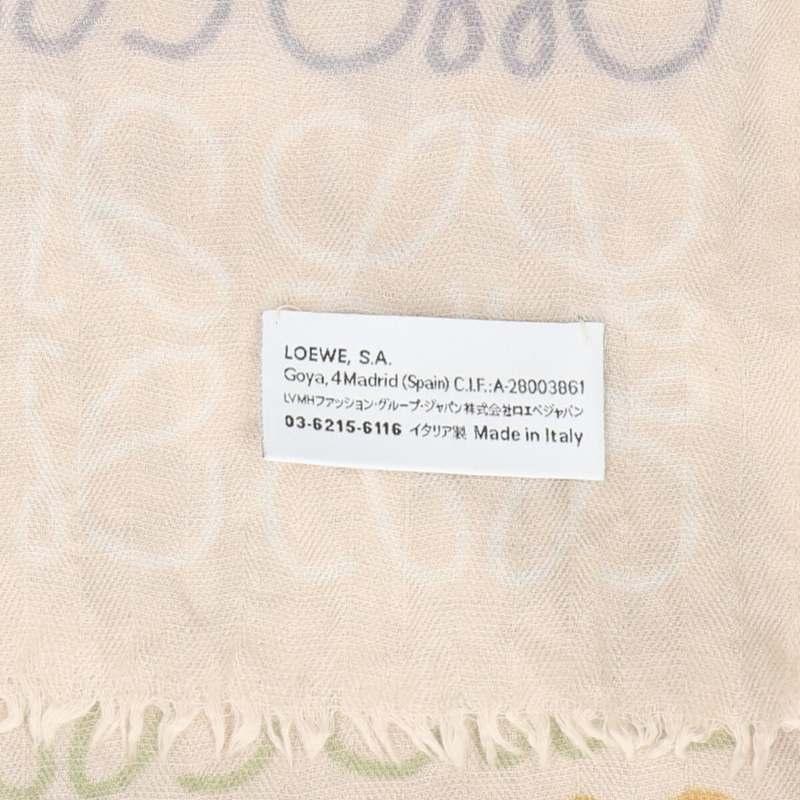 LOEWE, S.A.
Goya, 4 Madrid (Spain) C.I.F.:A-28003861
LVMHファッション・グループ・ジャパン株式会社ロエベジャパン
03-6215-6116 イタリア製 Made in Italy